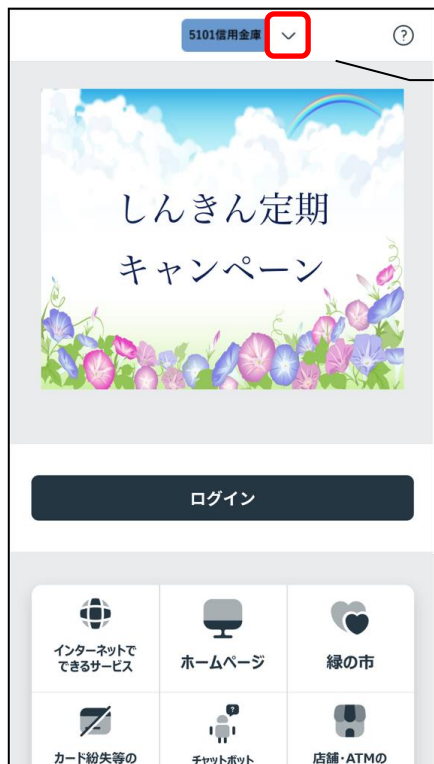 5101信用金庫
?
しんきん定期
キャンペーン
ログイン
インターネットで
できるサービス
ホームページ
緑の市
カード紛失等の
?
チャットボット
店舗・ATMの